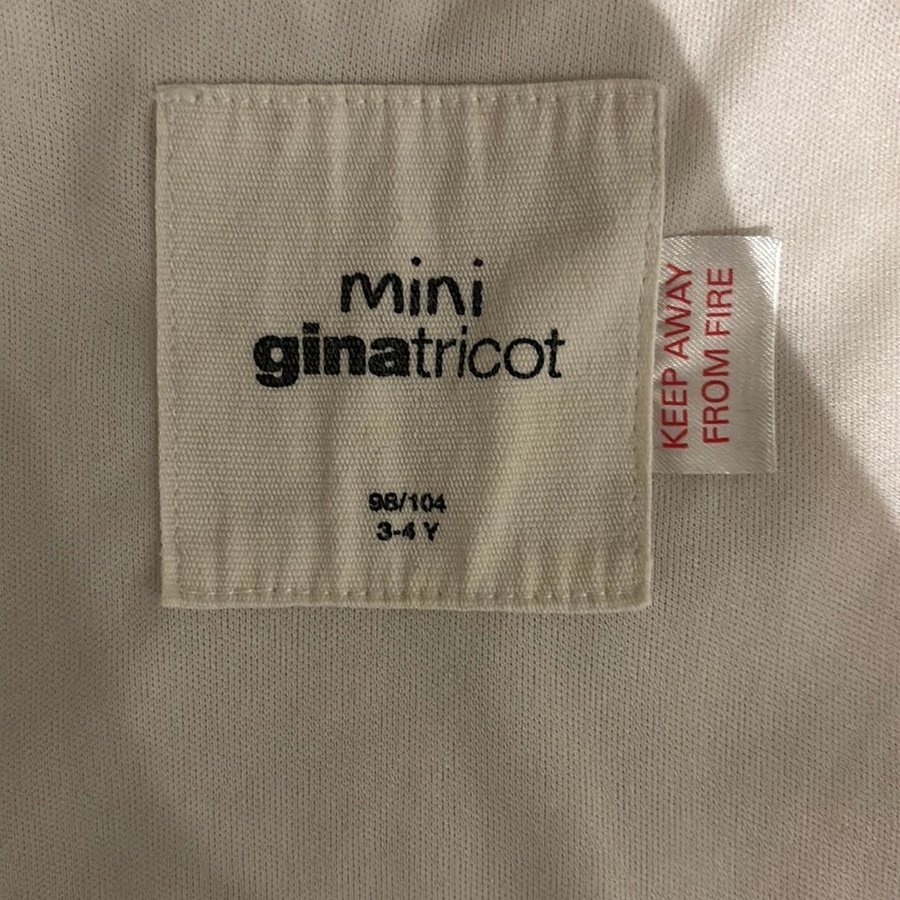 mini
ginatricot
98/104
3-4 Y
KEEP AWAY
FROM FIRE